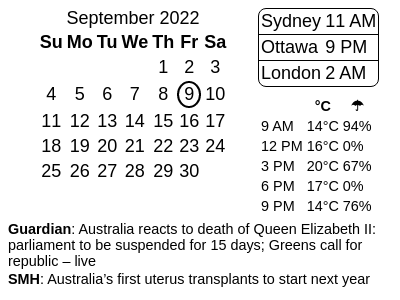 September 2022
Su Mo Tu We Th Fr Sa
1 2 3
4 5 6 7 8 9 10
11 12 13 14 15 16 17
18 19 20 21 22 23 24
25 26 27 28 29 30
Sydney 11 AM
Ottawa 9 PM
London 2 AM
°C ☂
9 AM 14°C 94%
12 PM 16°C 0%
3 PM 20°C 67%
6 PM 17°C 0%
9 PM 14°C 76%
Guardian: Australia reacts to death of Queen Elizabeth II:
parliament to be suspended for 15 days; Greens call for
republic – live
SMH: Australia’s first uterus transplants to start next year